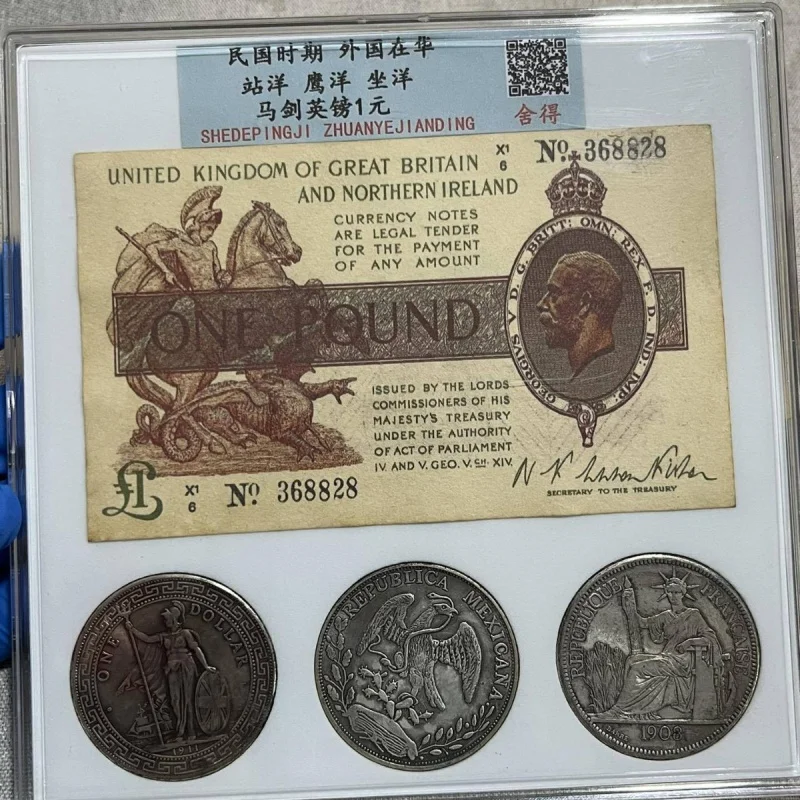 民国时期 外国在华
站洋 鹰洋 坐洋
马剑英镑1元
SHEDEPINGJI ZHUANYEJIANDING
舍得
UNITED KINGDOM OF GREAT BRITAIN
AND NORTHERN IRELAND
X1
6
No. 368828
CURRENCY NOTES
ARE LEGAL TENDER
FOR THE PAYMENT
OF ANY AMOUNT
ONE POUND
GEORGIVS V D. G. BRITT: OMN: REX F. D. IND: IMP:
ISSUED BY THE LORDS
COMMISSIONERS OF HIS
MAJESTY'S TREASURY
UNDER THE AUTHORITY
OF ACT OF PARLIAMENT
IV AND V. GEO. V. CH. XIV.
£1
X1
6
No. 368828
SECRETARY TO THE TREASURY
ONE DOLLAR
1911
REPUBLICA MEXICANA
REPUBLIQUE FRANÇAISE
1908